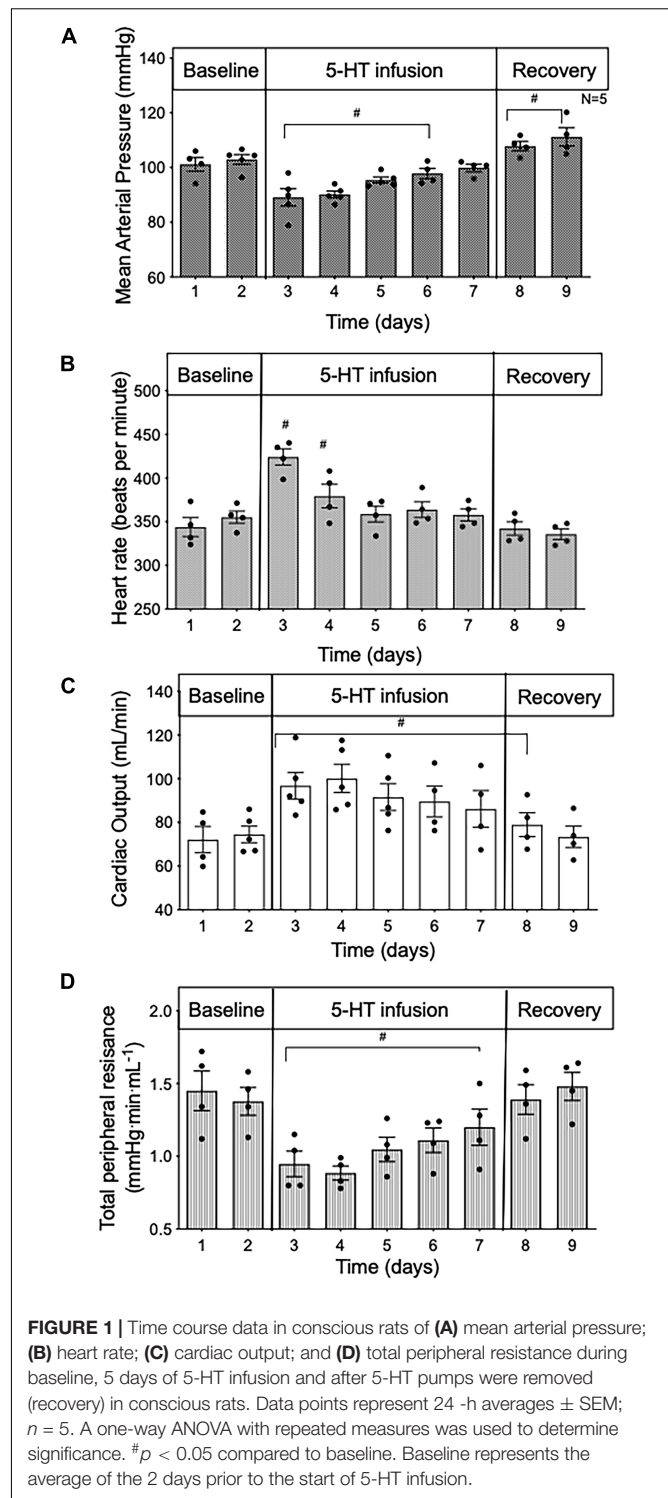 A
Mean Arterial Pressure (mmHg)
140
120
100
80
60
Baseline
5-HT infusion
Recovery
#
#
N=5
1 2 3 4 5 6 7 8 9
Time (days)
B
Heart rate (beats per minute)
500
450
400
350
300
250
Baseline
5-HT infusion
Recovery
#
#
1 2 3 4 5 6 7 8 9
Time (days)
C
Cardiac Output (mL/min)
140
120
100
80
60
40
Baseline
5-HT infusion
Recovery
#
1 2 3 4 5 6 7 8 9
Time (days)
D
Total peripheral resisance
(mmHg·min·mL-1)
2.0
1.5
1.0
0.5
Baseline
5-HT infusion
Recovery
#
1 2 3 4 5 6 7 8 9
Time (days)
FIGURE 1 | Time course data in conscious rats of (A) mean arterial pressure;
(B) heart rate; (C) cardiac output; and (D) total peripheral resistance during
baseline, 5 days of 5-HT infusion and after 5-HT pumps were removed
(recovery) in conscious rats. Data points represent 24 -h averages ± SEM;
n = 5. A one-way ANOVA with repeated measures was used to determine
significance. #p < 0.05 compared to baseline. Baseline represents the
average of the 2 days prior to the start of 5-HT infusion.